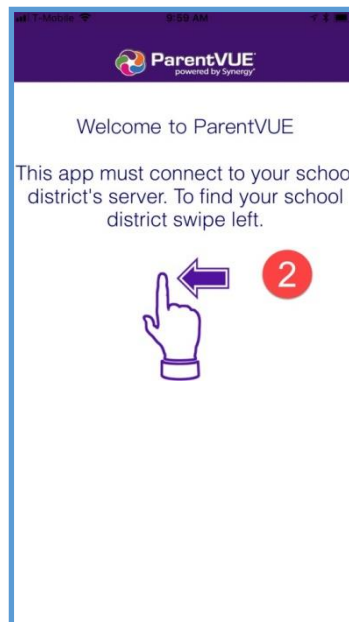 T-Mobile 9:59 AM
ParentVUE
powered by Synergy
Welcome to ParentVUE
This app must connect to your schoo
district's server. To find your school
district swipe left.
2